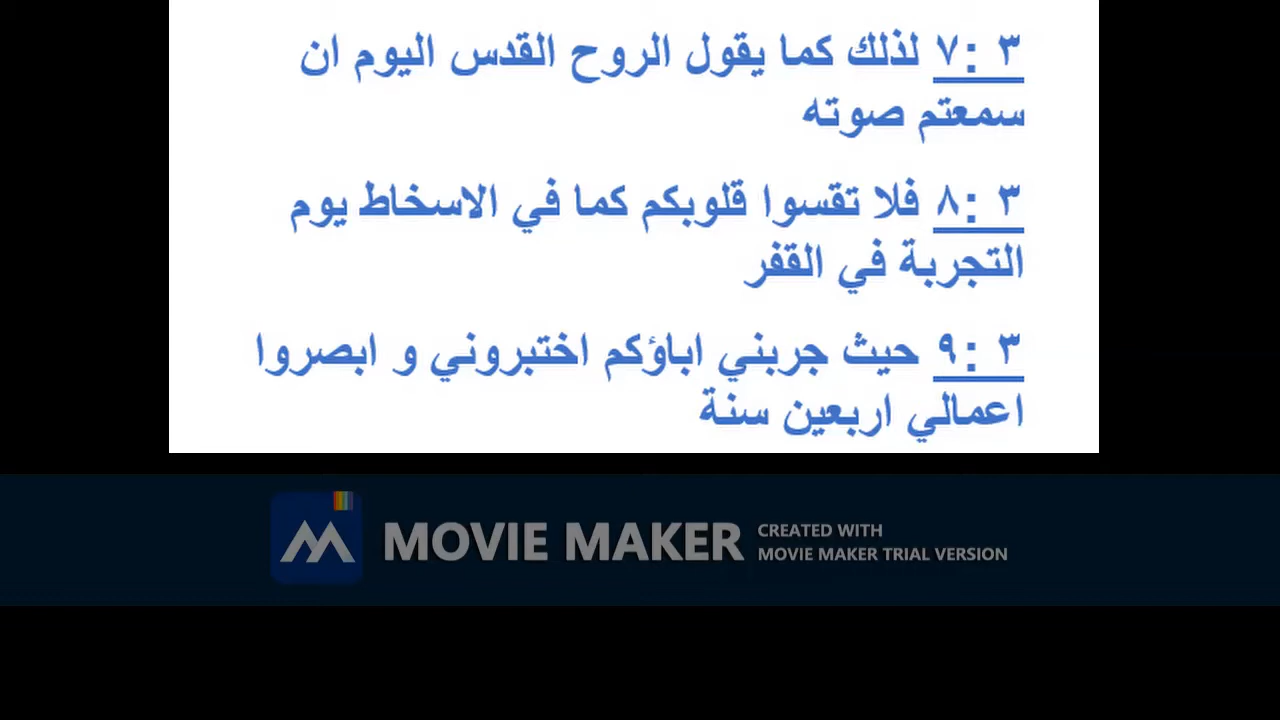 ٣ :٧ لذلك كما يقول الروح القدس اليوم ان
سمعتم صوته
٣ :٨ فلا تقسوا قلوبكم كما في الاسخاط يوم
التجربة في القفر
٣ :٩ حيث جربني اباؤكم اختبروني و ابصروا
اعمالي اربعين سنة
MOVIE MAKER
CREATED WITH
MOVIE MAKER TRIAL VERSION